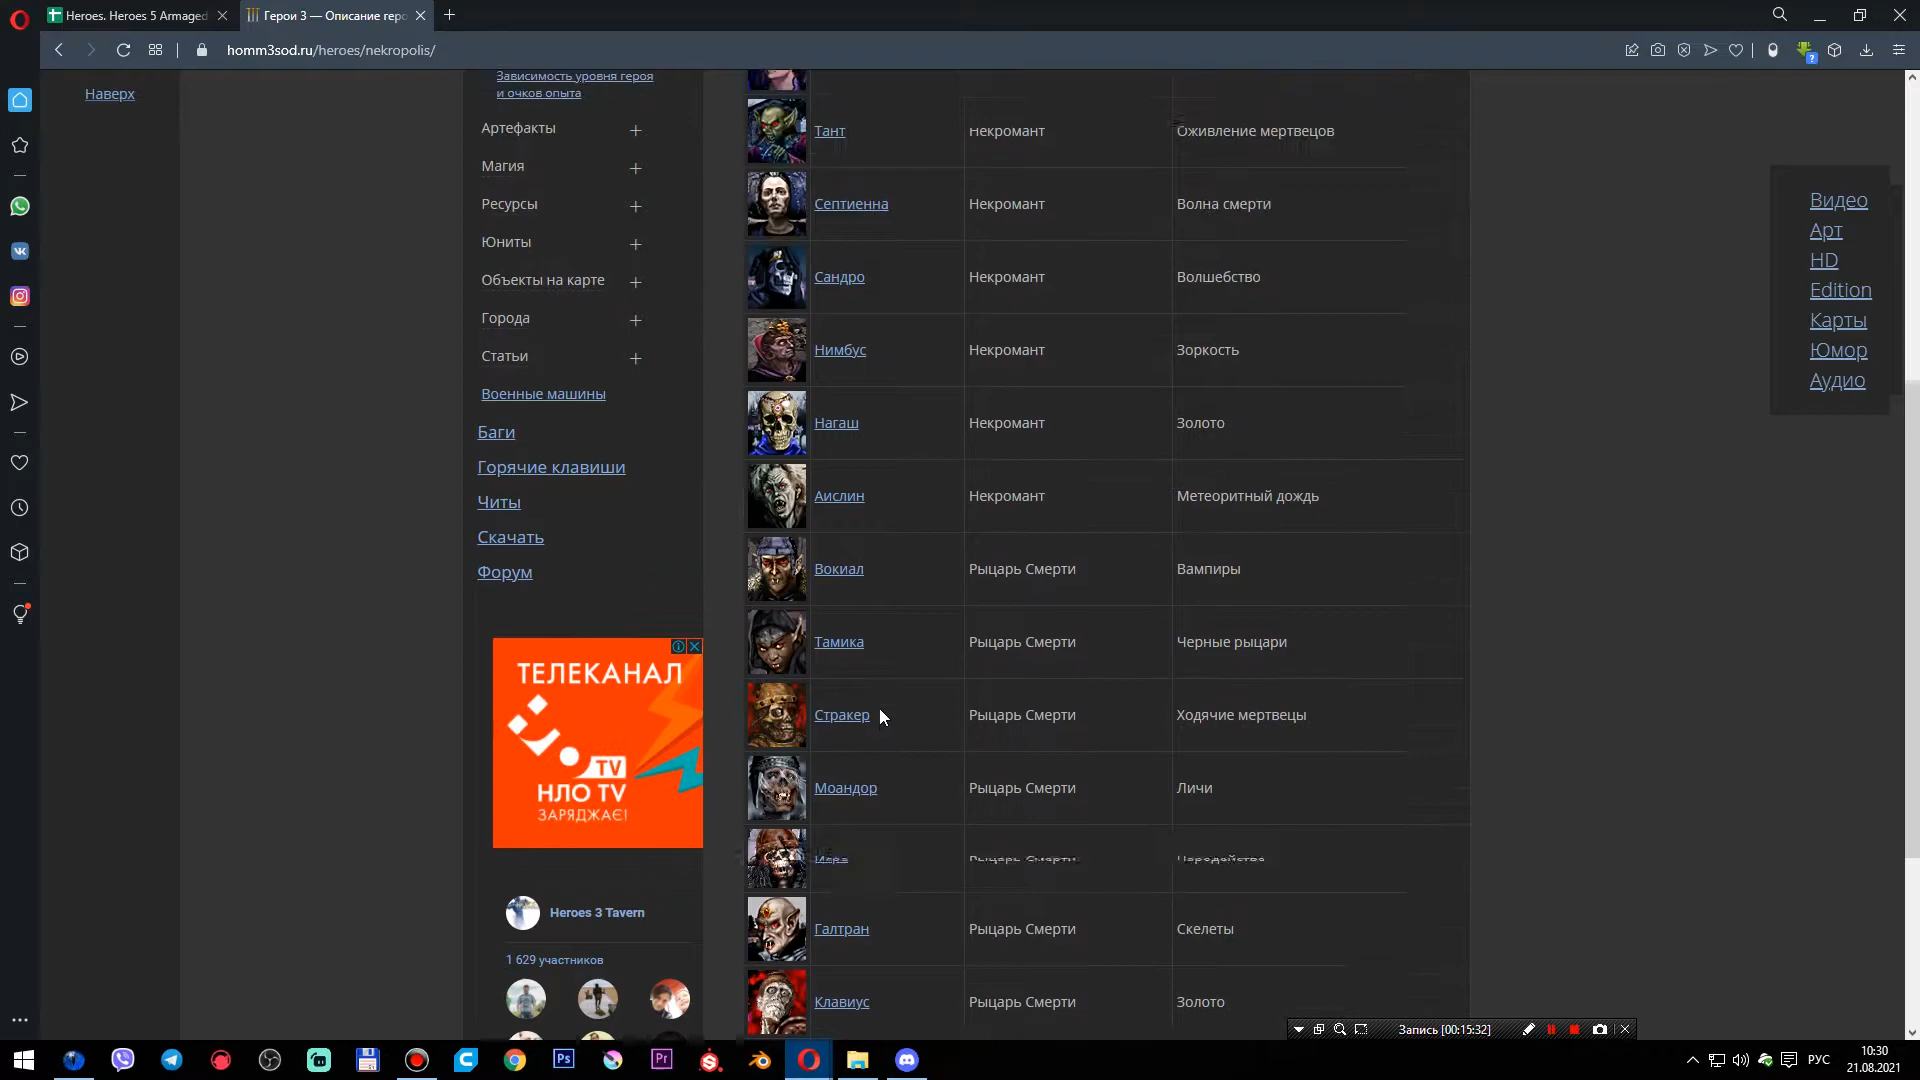 Heroes. Heroes 5 Armaged
Герои 3 — Описание геро
homm3sod.ru/heroes/nekropolis/
Наверх
Зависимость уровня героя
и очков опыта
Артефакты
Магия
Ресурсы
Юниты
Объекты на карте
Города
Статьи
Военные машины
Баги
Горячие клавиши
Читы
Скачать
Форум
ТЕЛЕКАНАЛ
TV
НЛО TV
ЗАРЯДЖАЄ!
Heroes 3 Tavern
1 629 участников
Тант Некромант Оживление мертвецов
Септиенна Некромант Волна смерти
Сандро Некромант Волшебство
Нимбус Некромант Зоркость
Нагаш Некромант Золото
Аислин Некромант Метеоритный дождь
Вокиал Рыцарь Смерти Вампиры
Тамика Рыцарь Смерти Черные рыцари
Стракер Рыцарь Смерти Ходячие мертвецы
Моандор Рыцарь Смерти Личи
Рыцарь Смерти
Галтран Рыцарь Смерти Скелеты
Клавиус Рыцарь Смерти Золото
Видео
Арт
HD
Edition
Карты
Юмор
Аудио
Запись [00:15:32]
Ps
Pr
РУС
10:30
21.08.2021